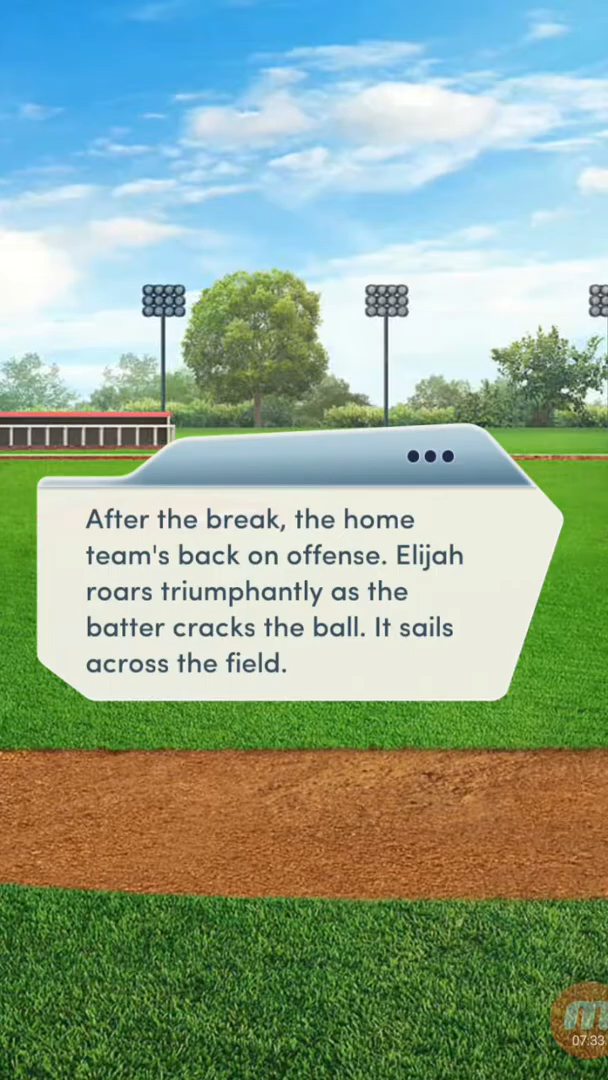 After the break, the home
team's back on offense. Elijah
roars triumphantly as the
batter cracks the ball. It sails
across the field.
07:33